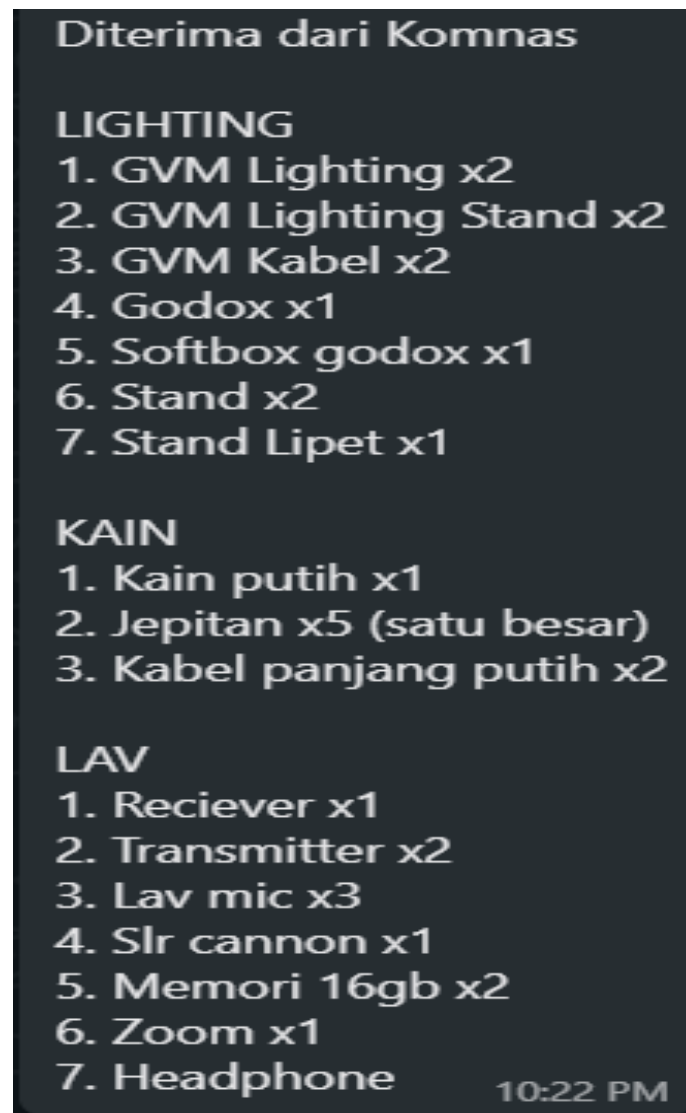 Diterima dari Komnas
LIGHTING
1. GVM Lighting x2
2. GVM Lighting Stand x2
3. GVM Kabel x2
4. Godox x1
5. Softbox godox x1
6. Stand x2
7. Stand Lipet x1
KAIN
1. Kain putih x1
2. Jepitan x5 (satu besar)
3. Kabel panjang putih x2
LAV
1. Reciever x1
2. Transmitter x2
3. Lav mic x3
4. Slr cannon x1
5. Memori 16gb x2
6. Zoom x1
7. Headphone
10:22 PM